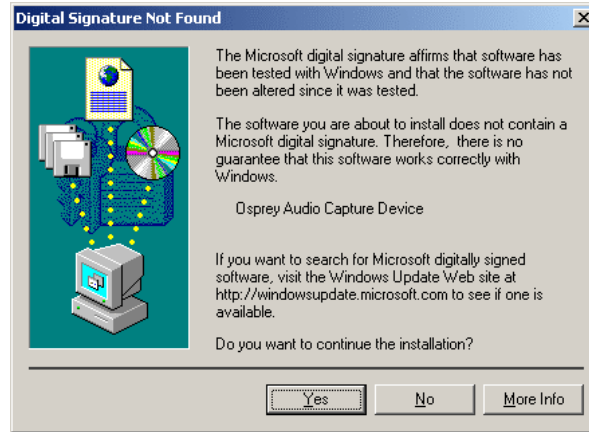 Digital Signature Not Found
The Microsoft digital signature affirms that software has
been tested with Windows and that the software has not
been altered since it was tested.
The software you are about to install does not contain a
Microsoft digital signature. Therefore, there is no
guarantee that this software works correctly with
Windows.
Osprey Audio Capture Device
If you want to search for Microsoft digitally signed
software, visit the Windows Update Web site at
http://windowsupdate.microsoft.com to see if one is
available.
Do you want to continue the installation?
Yes No More Info